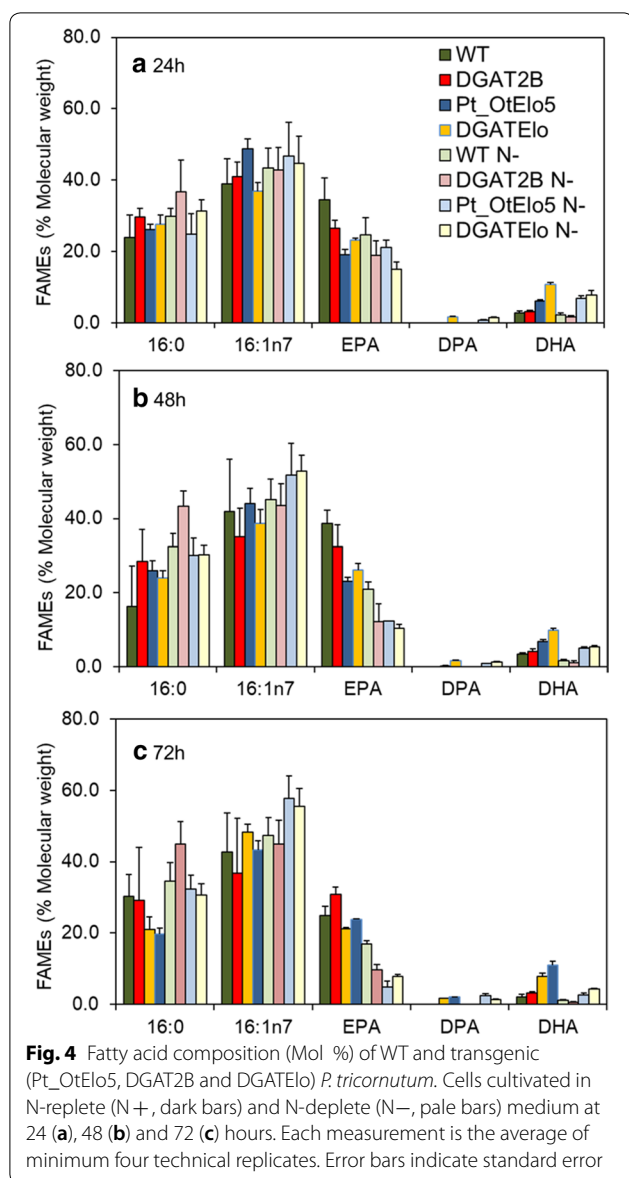 80.0
60.0
40.0
20.0
0.0
FAMEs (% Molecular weight)
a 24h
WT
DGAT2B
Pt_OtElo5
DGATElo
WT N-
DGAT2B N-
Pt_OtElo5 N-
DGATElo N-
16:0 16:1n7 EPA DPA DHA
80.0
60.0
40.0
20.0
0.0
FAMEs (% Molecular weight)
b 48h
16:0 16:1n7 EPA DPA DHA
80.0
60.0
40.0
20.0
0.0
FAMEs (% Molecular weight)
c 72h
16:0 16:1n7 EPA DPA DHA
Fig. 4 Fatty acid composition (Mol %) of WT and transgenic
(Pt_OtElo5, DGAT2B and DGATElo) P. tricornutum. Cells cultivated in
N-replete (N+, dark bars) and N-deplete (N−, pale bars) medium at
24 (a), 48 (b) and 72 (c) hours. Each measurement is the average of
minimum four technical replicates. Error bars indicate standard error